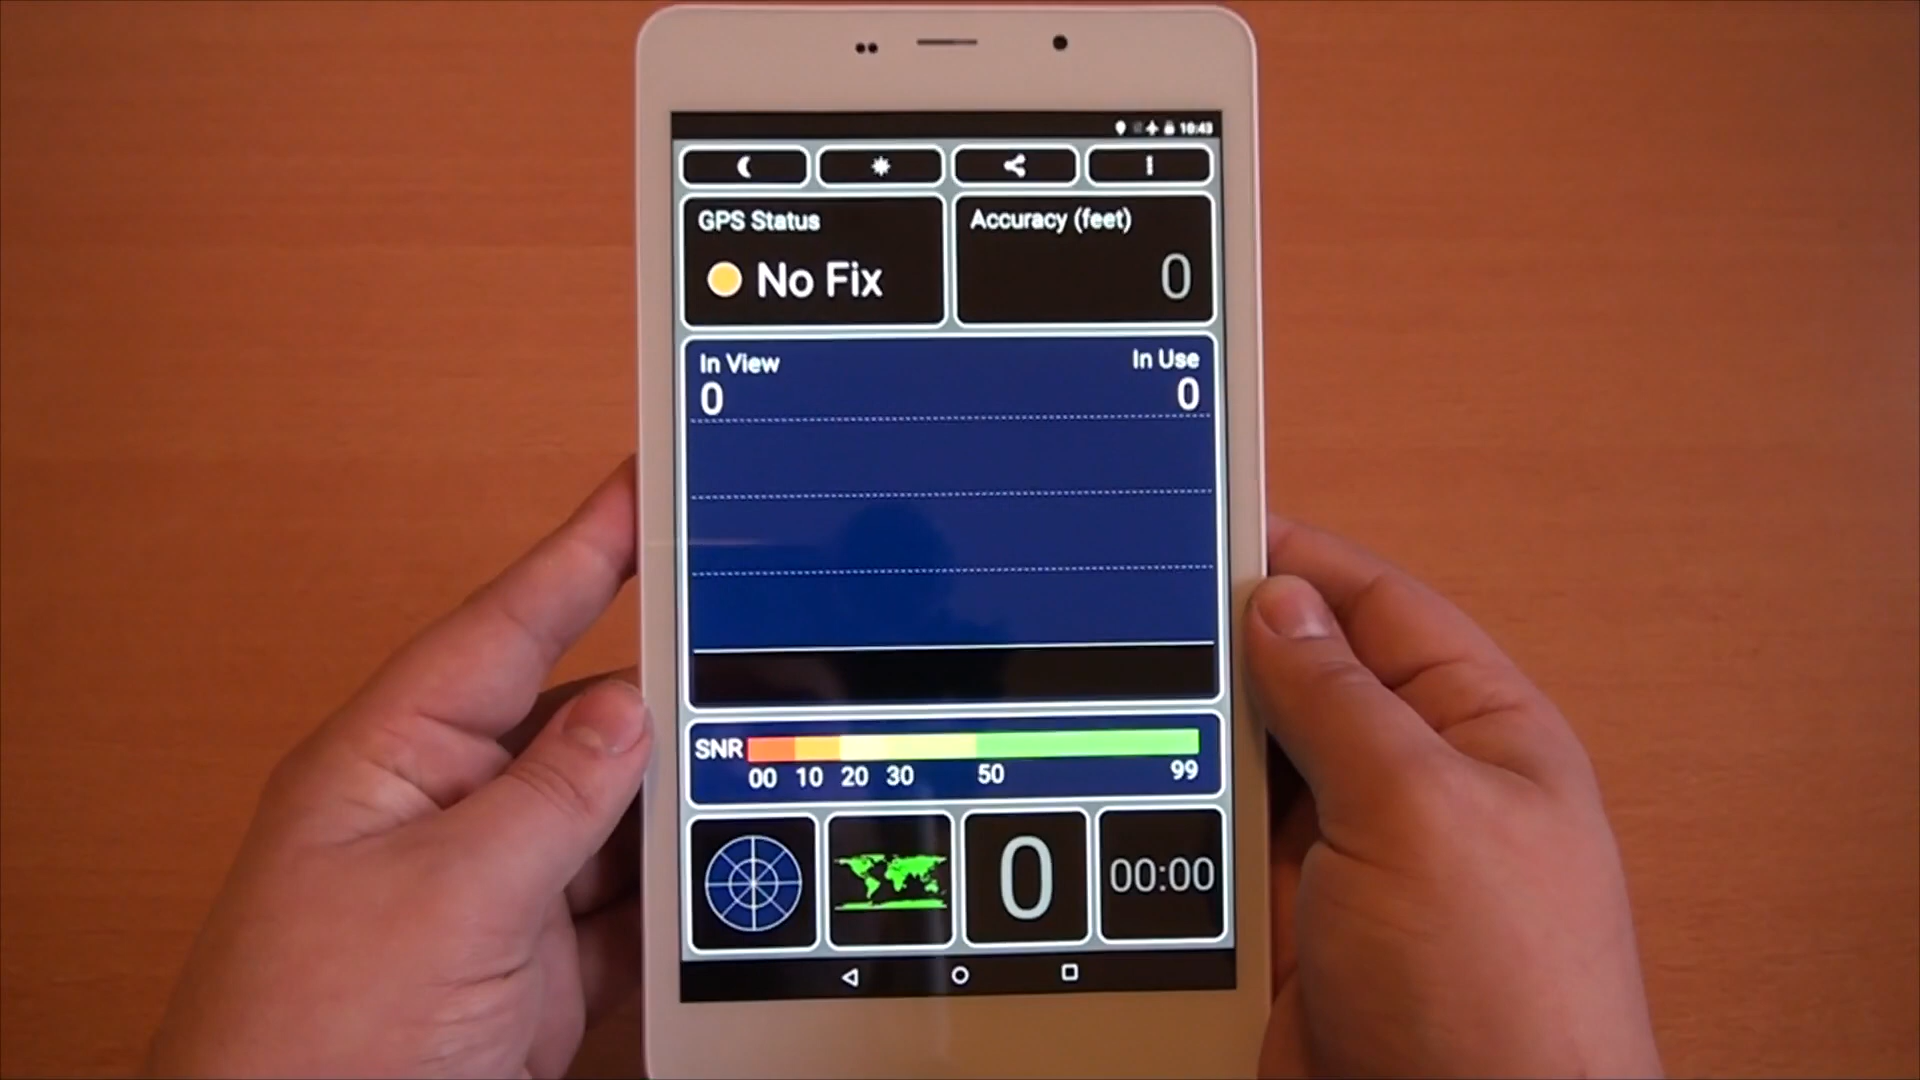 10:43
GPS Status
Accuracy (feet)
No Fix
0
In View
In Use
0
0
SNR
00 10 20 30 50 99
0
00:00